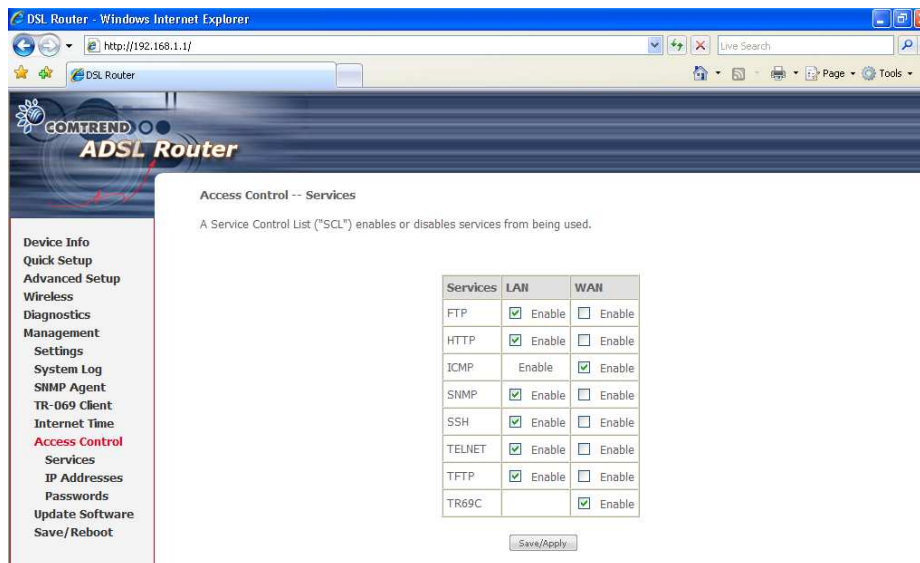 DSL Router - Windows Internet Explorer
http://192.168.1.1/
Live Search
DSL Router
Page
Tools
COMTREND
ADSL Router
Access Control -- Services
A Service Control List ("SCL") enables or disables services from being used.
Device Info
Quick Setup
Advanced Setup
Wireless
Diagnostics
Management
Settings
System Log
SNMP Agent
TR-069 Client
Internet Time
Access Control
Services
IP Addresses
Passwords
Update Software
Save/Reboot
Services LAN WAN
FTP Enable Enable
HTTP Enable Enable
ICMP Enable Enable
SNMP Enable Enable
SSH Enable Enable
TELNET Enable Enable
TFTP Enable Enable
TR69C Enable
Save/Apply